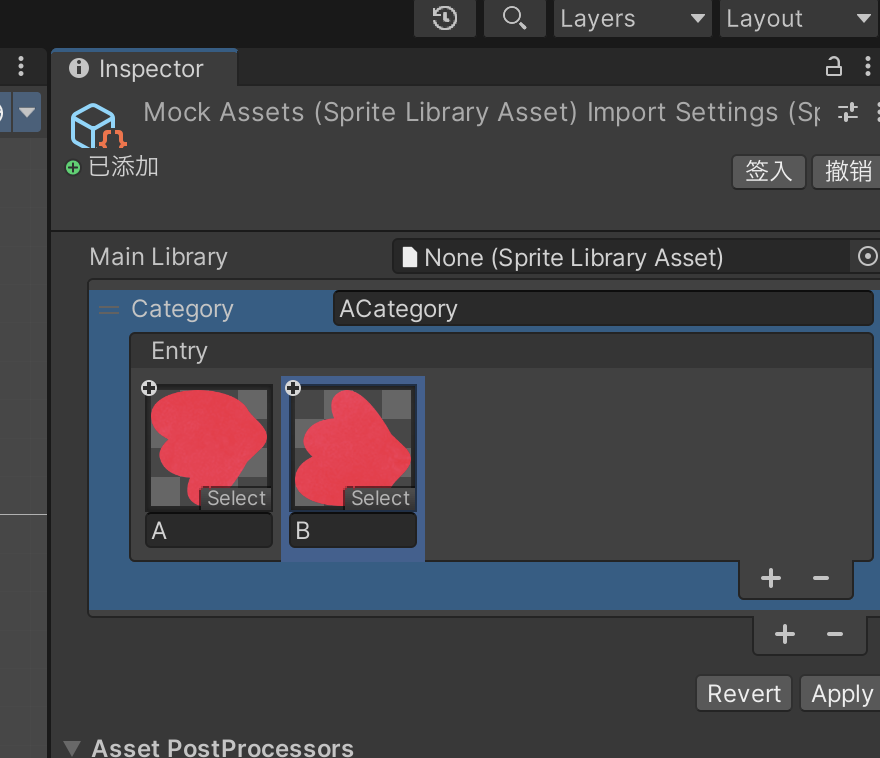 Layers
Layout
Inspector
Mock Assets (Sprite Library Asset) Import Settings (Sp
已添加
签入
撤销
Main Library
None (Sprite Library Asset)
Category
ACategory
Entry
Select
Select
A
B
Revert
Apply
Asset PostProcessors